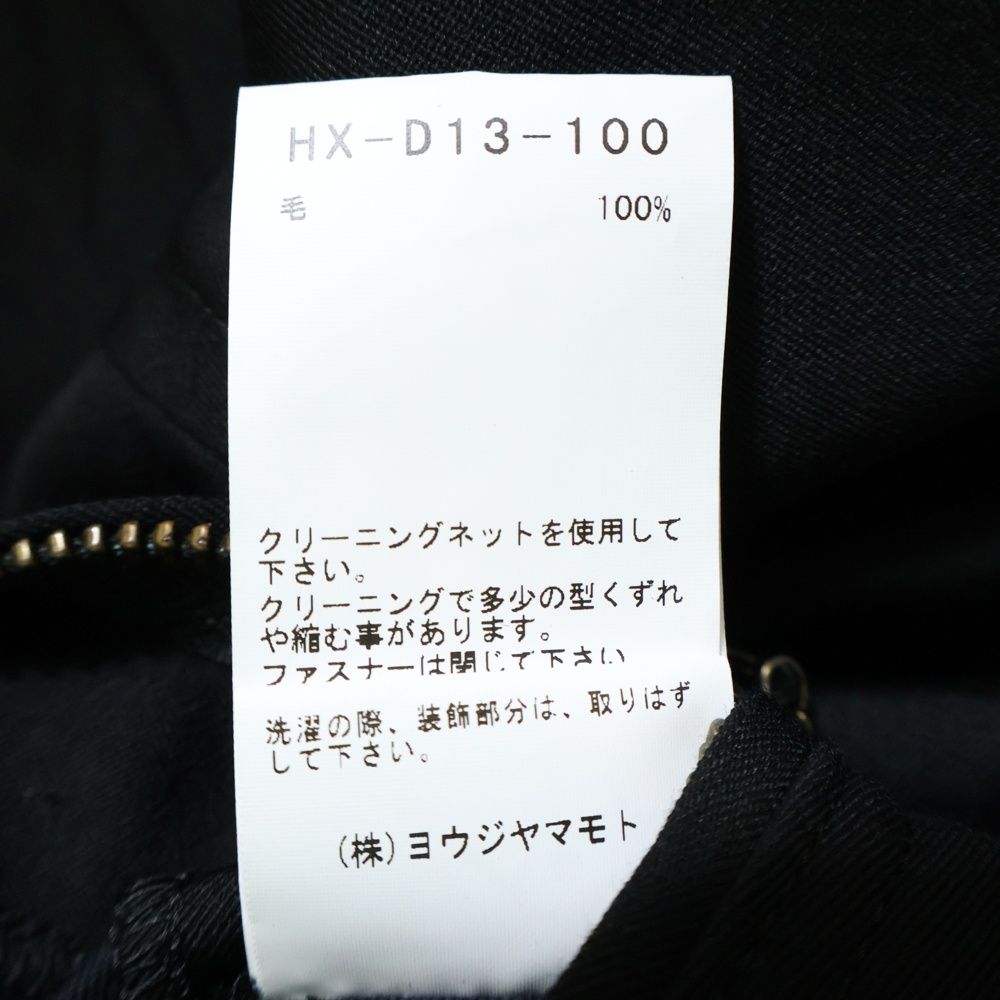 HX-D13-100
毛 100%
クリーニングネットを使用して
下さい。
クリーニングで多少の型くずれ
や縮む事があります。
ファスナーは閉じて下さい
洗濯の際、装飾部分は、取りはず
して下さい。
(株)ヨウジヤマモト